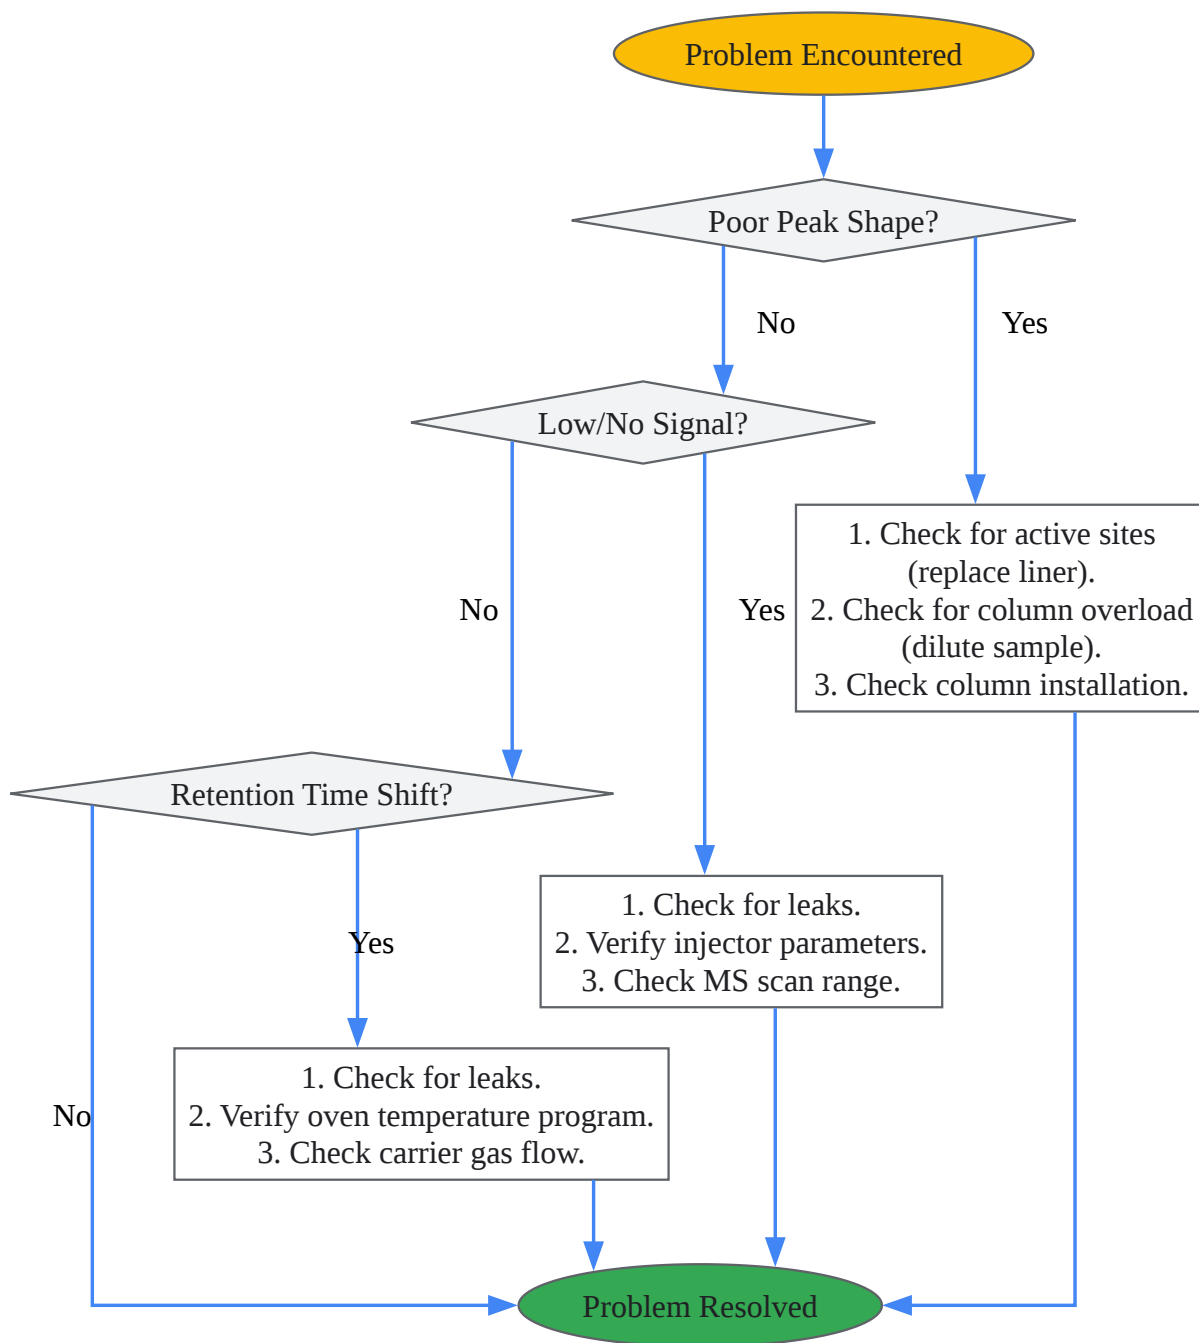 Problem Encountered
Poor Peak Shape?
No
Yes
Low/No Signal?
1. Check for active sites
(replace liner).
2. Check for column overload
(dilute sample).
3. Check column installation.
No
Yes
Retention Time Shift?
1. Check for leaks.
2. Verify injector parameters.
3. Check MS scan range.
Yes
1. Check for leaks.
2. Verify oven temperature program.
3. Check carrier gas flow.
No
Problem Resolved